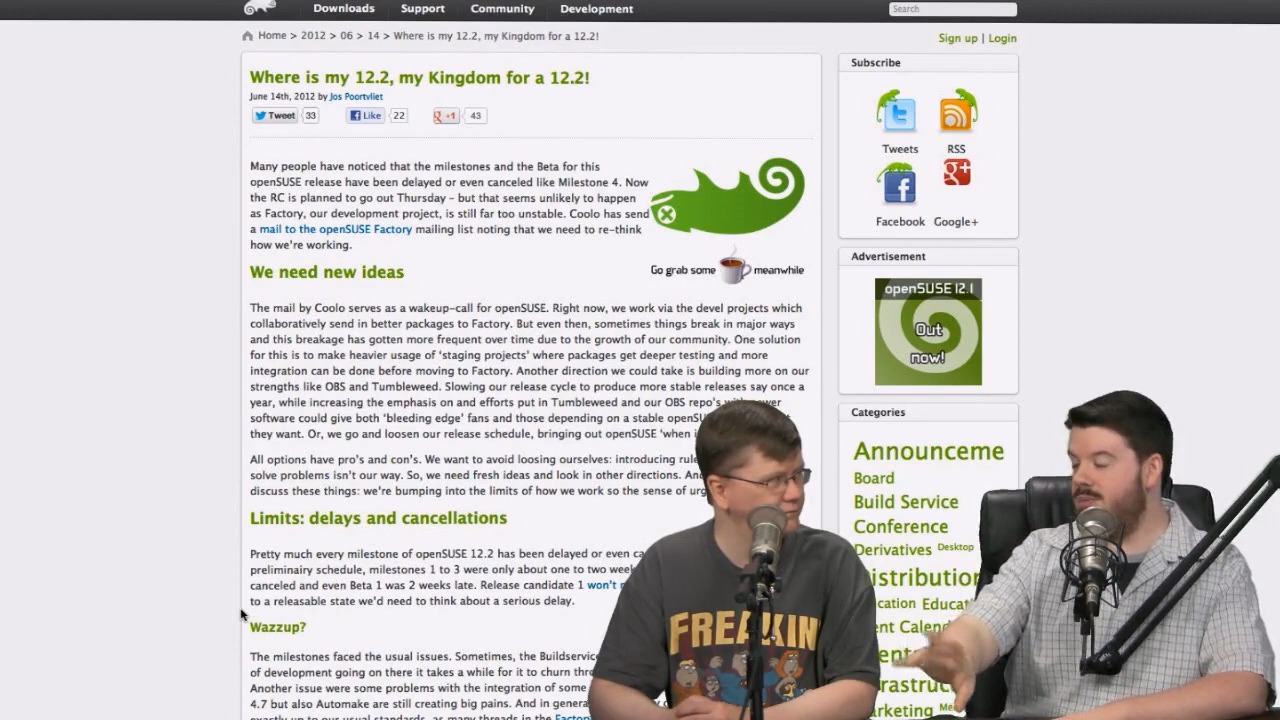 Downloads Support Community Development
Search
Home > 2012 > 06 > 14 > Where is my 12.2, my Kingdom for a 12.2!
Sign up | Login
Where is my 12.2, my Kingdom for a 12.2!
June 14th, 2012 by Jos Poortvliet
Tweet 33 Like 22 +1 43
Many people have noticed that the milestones and the Beta for this
openSUSE release have been delayed or even canceled like Milestone 4. Now
the RC is planned to go out Thursday – but that seems unlikely to happen
as Factory, our development project, is still far too unstable. Coolo has send
a mail to the openSUSE Factory mailing list noting that we need to re-think
how we're working.
Go grab some meanwhile
We need new ideas
The mail by Coolo serves as a wakeup-call for openSUSE. Right now, we work via the devel projects which
collaboratively send in better packages to Factory. But even then, sometimes things break in major ways
and this breakage has gotten more frequent over time due to the growth of our community. One solution
for this is to make heavier usage of 'staging projects' where packages get deeper testing and more
integration can be done before moving to Factory. Another direction we could take is building more on our
strengths like OBS and Tumbleweed. Slowing our release cycle to produce more stable releases say once a
year, while increasing the emphasis on and efforts put in Tumbleweed and our OBS repo's with
software could give both 'bleeding edge' fans and those depending on a stable
they want. Or, we go and loosen our release schedule, bringing out openSUSE 'when
All options have pro's and con's. We want to avoid loosing ourselves: introducing
solve problems isn't our way. So, we need fresh ideas and look in other directions.
discuss these things: we're bumping into the limits of how we work so the sense of
Limits: delays and cancellations
Pretty much every milestone of openSUSE 12.2 has been delayed or even
preliminairy schedule, milestones 1 to 3 were only about one to two
canceled and even Beta 1 was 2 weeks late. Release candidate 1
to a releasable state we'd need to think about a serious delay.
Wazzup?
The milestones faced the usual issues. Sometimes, the
of development going on there it takes a while for it to churn
Another issue were some problems with the integration of some
4.7 but also Automake are still creating big pains. And in
exactly up to our usual standards, as many threads in the
Subscribe
Tweets RSS
Facebook Google+
Advertisement
openSUSE 12.1
Out
now!
Categories
Announceme
Board
Build Service
Conference
Derivatives Desktop
FREAKIN